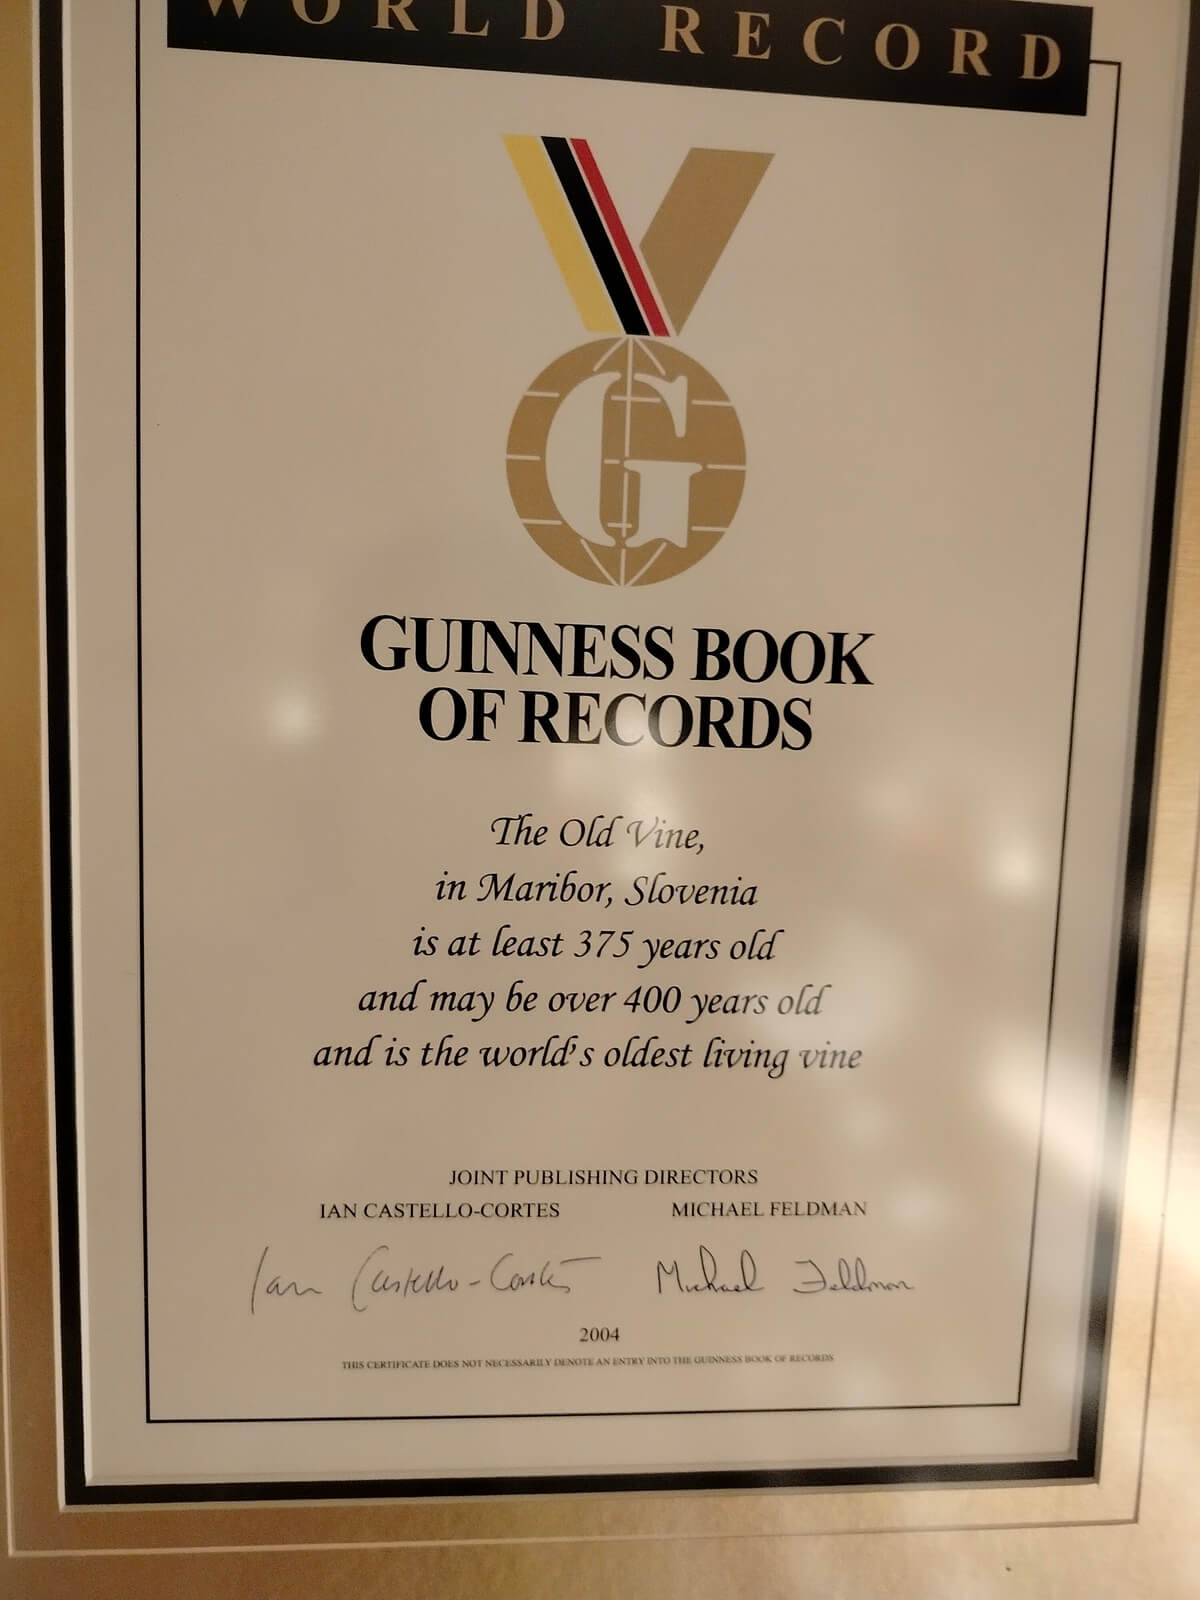 WORLD RECORD
G
GUINNESS BOOK
OF RECORDS
The Old Vine,
in Maribor, Slovenia
is at least 375 years old
and may be over 400 years old
and is the world's oldest living vine
JOINT PUBLISHING DIRECTORS
IAN CASTELLO-CORTES MICHAEL FELDMAN
Ian Castello-Cortes Michael Feldman
2004
THIS CERTIFICATE DOES NOT NECESSARILY DENOTE AN ENTRY INTO THE GUINNESS BOOK OF RECORDS